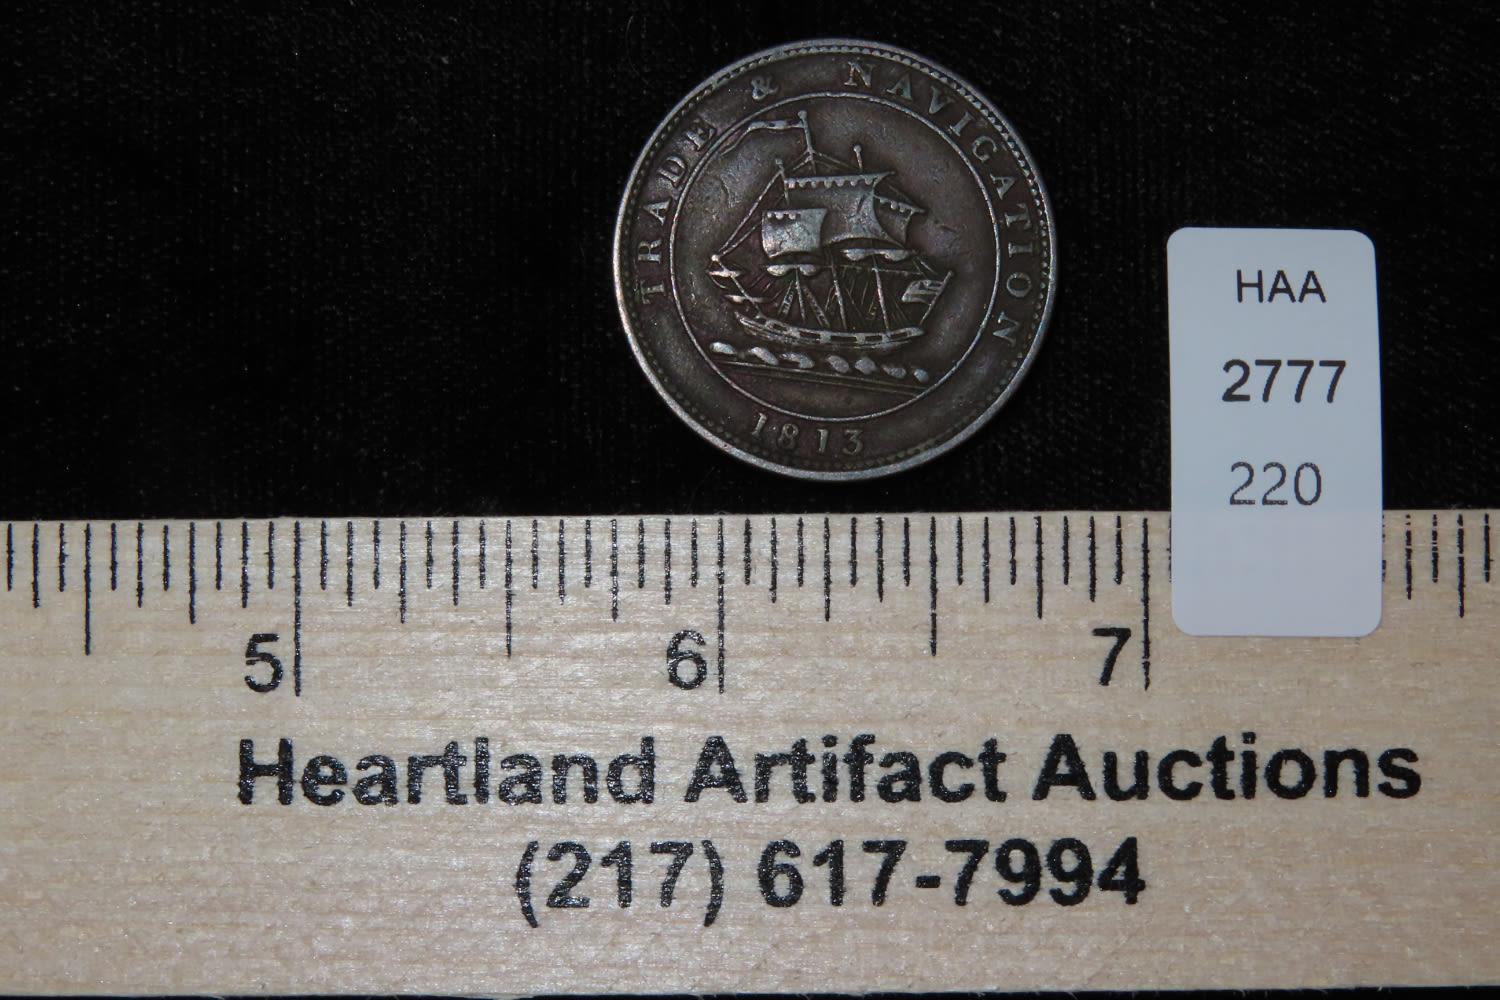 TRADE & NAVIGATION
1813
HAA
2777
220
5 6 7
Heartland Artifact Auctions
(217) 617-7994